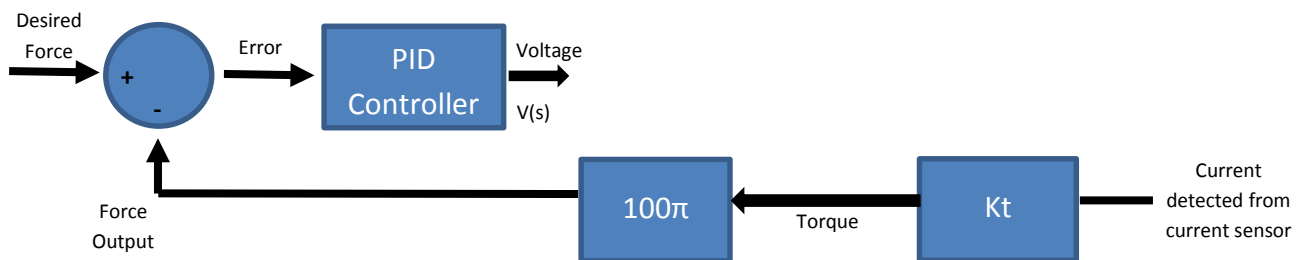 Desired
Force
+
-
Error
PID
Controller
Voltage
V(s)
Force
Output
100π
Torque
Kt
Current
detected from
current sensor